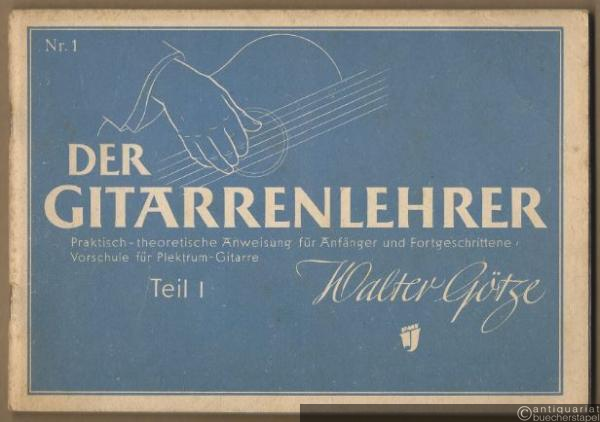 Nr. 1
DER
GITARRENLEHRER
Praktisch-theoretische Anweisung für Anfänger und Fortgeschrittene,
Vorschule für Plektrum-Gitarre
Teil I
Walter Götze
©antiquariat
buecherstapel